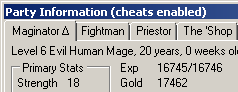 Party Information (cheats enabled)
Maginator Δ Fightman Priestor The 'Shop
Level 6 Evil Human Mage, 20 years, 0 weeks
Primary Stats Exp 16745/16746
Strength 18 Gold 17462